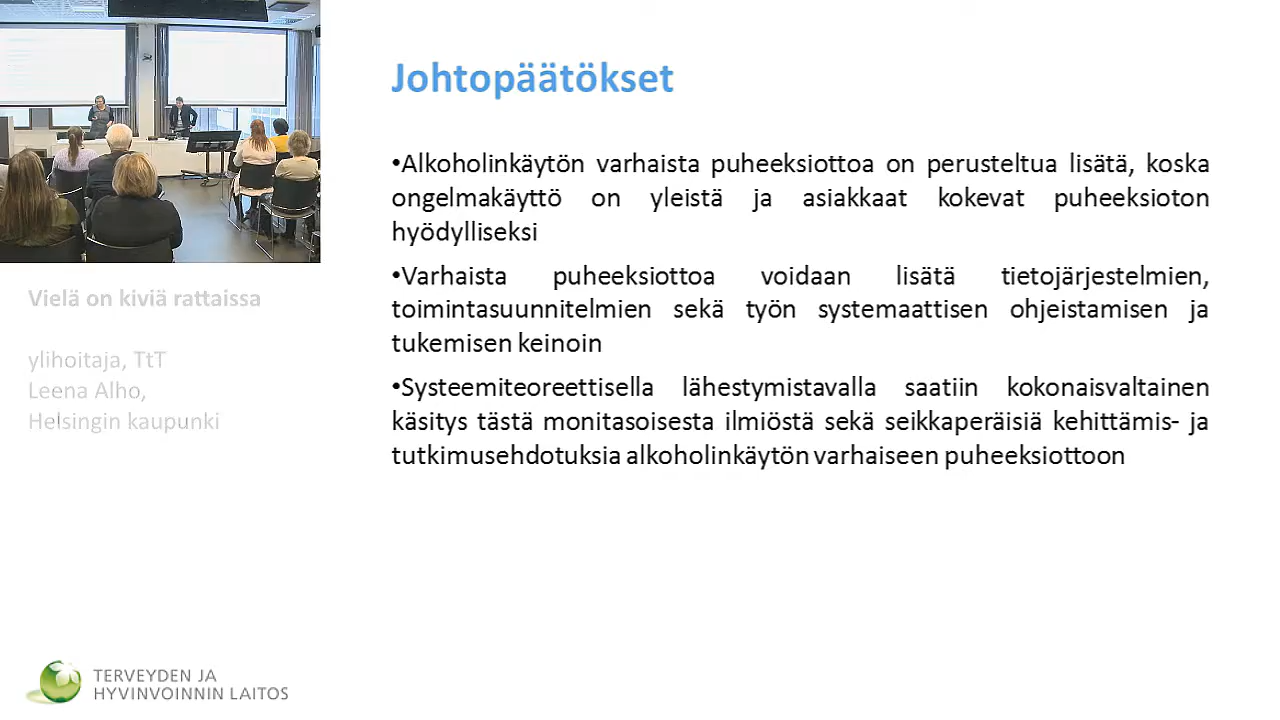 Johtopäätökset
•Alkoholinkäytön varhaista puheeksiottoa on perusteltua lisätä, koska
ongelmakäyttö on yleistä ja asiakkaat kokevat puheeksioton
hyödylliseksi
•Varhaista puheeksiottoa voidaan lisätä tietojärjestelmien,
toimintasuunnitelmien sekä työn systemaattisen ohjeistamisen ja
tukemisen keinoin
•Systeemiteoreettisella lähestymistavalla saatiin kokonaisvaltainen
käsitys tästä monitasoisesta ilmiöstä sekä seikkaperäisiä kehittämis- ja
tutkimusehdotuksia alkoholinkäytön varhaiseen puheeksiottoon
Vielä on kiviä rattaissa
ylihoitaja, TtT
Leena Alho,
Helsingin kaupunki
TERVEYDEN JA
HYVINVOINNIN LAITOS